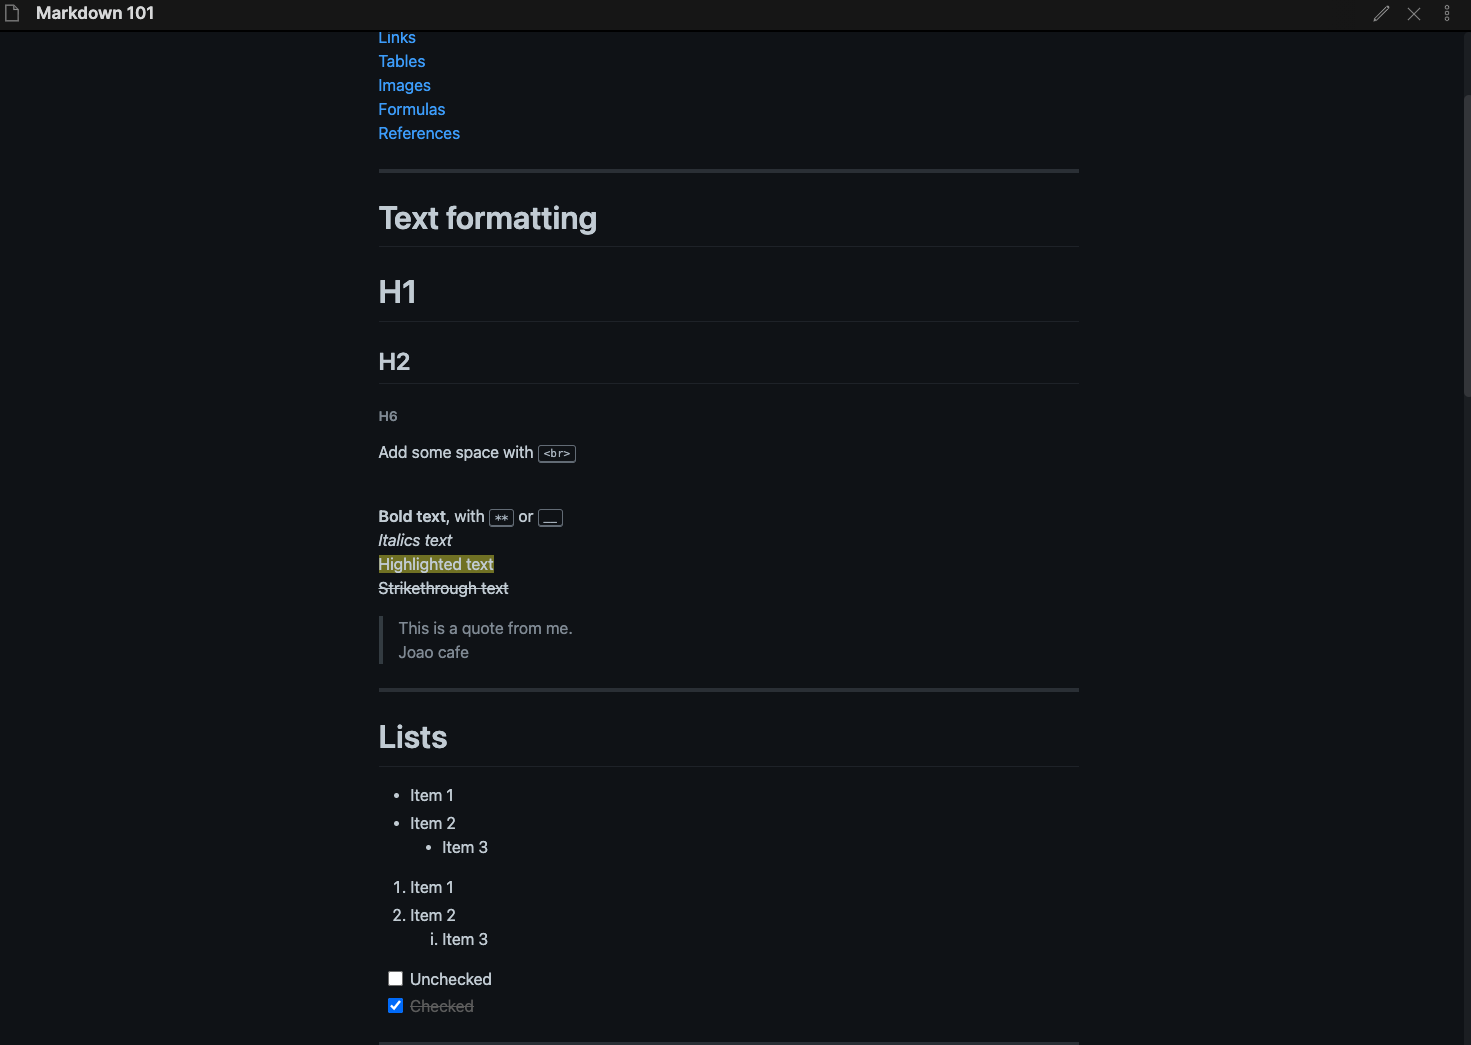 Markdown 101
Links
Tables
Images
Formulas
References
Text formatting
H1
H2
H6
Add some space with <br>
Bold text, with ** or __
Italics text
Highlighted text
Strikethrough text
This is a quote from me.
Joao cafe
Lists
• Item 1
• Item 2
• Item 3
1. Item 1
2. Item 2
i. Item 3
Unchecked
Checked